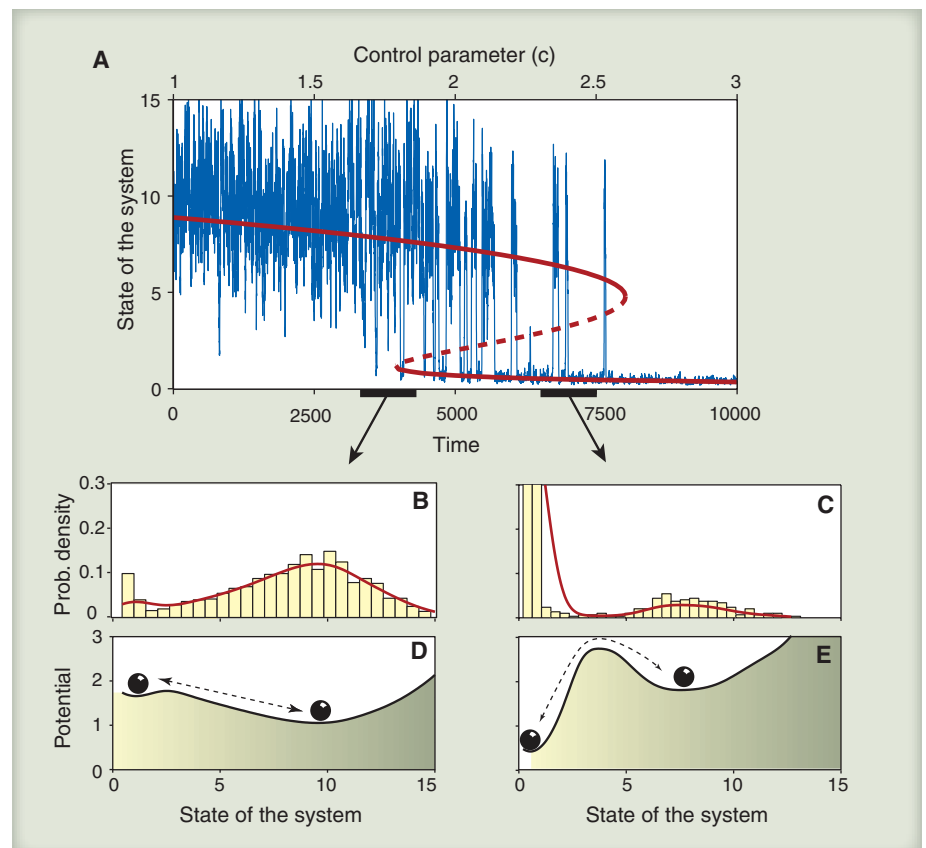 A
Control parameter (c)
1 1.5 2 2.5 3
State of the system
15
10
5
0
0 2500 5000 7500 10000
Time
B
Prob. density
0.3
0.1
0
C
D
Potential
3
2
1
0
0 5 10 15
State of the system
E
0 5 10 15
State of the system